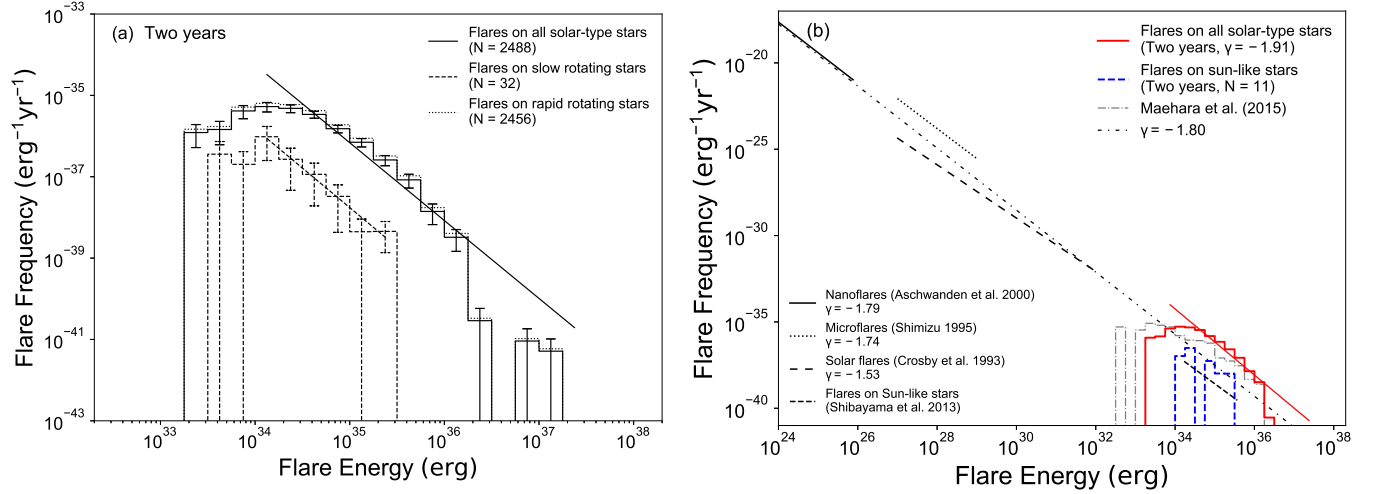 (a) Two years
Flares on all solar-type stars
(N = 2488)
Flares on slow rotating stars
(N = 32)
Flares on rapid rotating stars
(N = 2456)
10^−33
10^−35
10^−37
10^−39
10^−41
10^−43
Flare Frequency (erg^−1yr^−1)
10^33
10^34
10^35
10^36
10^37
10^38
Flare Energy (erg)
(b)
Flares on all solar-type stars
(Two years, γ = −1.91)
Flares on sun-like stars
(Two years, N = 11)
Maehara et al. (2015)
γ = −1.80
Nanoflares (Aschwanden et al. 2000)
γ = −1.79
Microflares (Shimizu 1995)
γ = −1.74
Solar flares (Crosby et al. 1993)
γ = −1.53
Flares on Sun-like stars
(Shibayama et al. 2013)
10^−20
10^−25
10^−30
10^−35
10^−40
Flare Frequency (erg^−1yr^−1)
10^24
10^26
10^28
10^30
10^32
10^34
10^36
10^38
Flare Energy (erg)